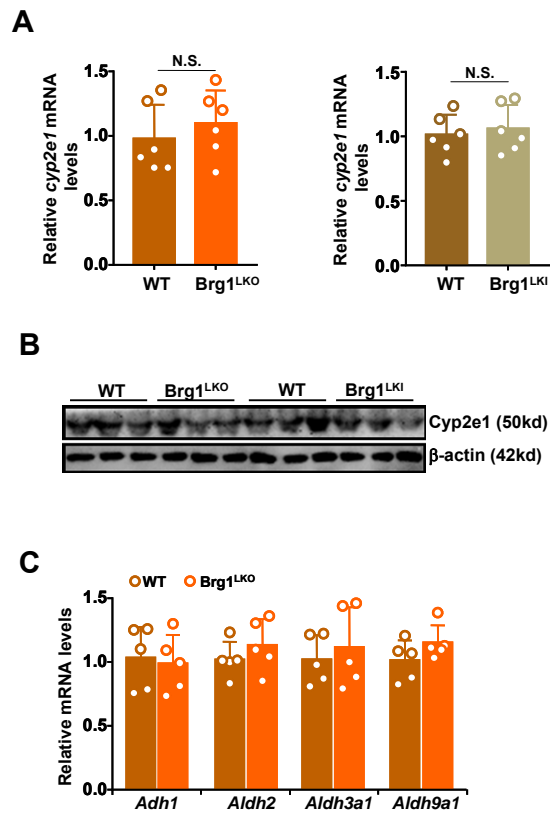 A
Relative cyp2e1 mRNA
levels
1.5
1.0
0.5
0.0
N.S.
WT
Brg1ᴸᴷᴼ
Relative cyp2e1 mRNA
levels
1.5
1.0
0.5
0.0
N.S.
WT
Brg1ᴸᴷᴵ
B
WT Brg1ᴸᴷᴼ WT Brg1ᴸᴷᴵ
Cyp2e1 (50kd)
β-actin (42kd)
C
WT Brg1ᴸᴷᴼ
Relative mRNA levels
1.5
1.0
0.5
0.0
Adh1 Aldh2 Aldh3a1 Aldh9a1